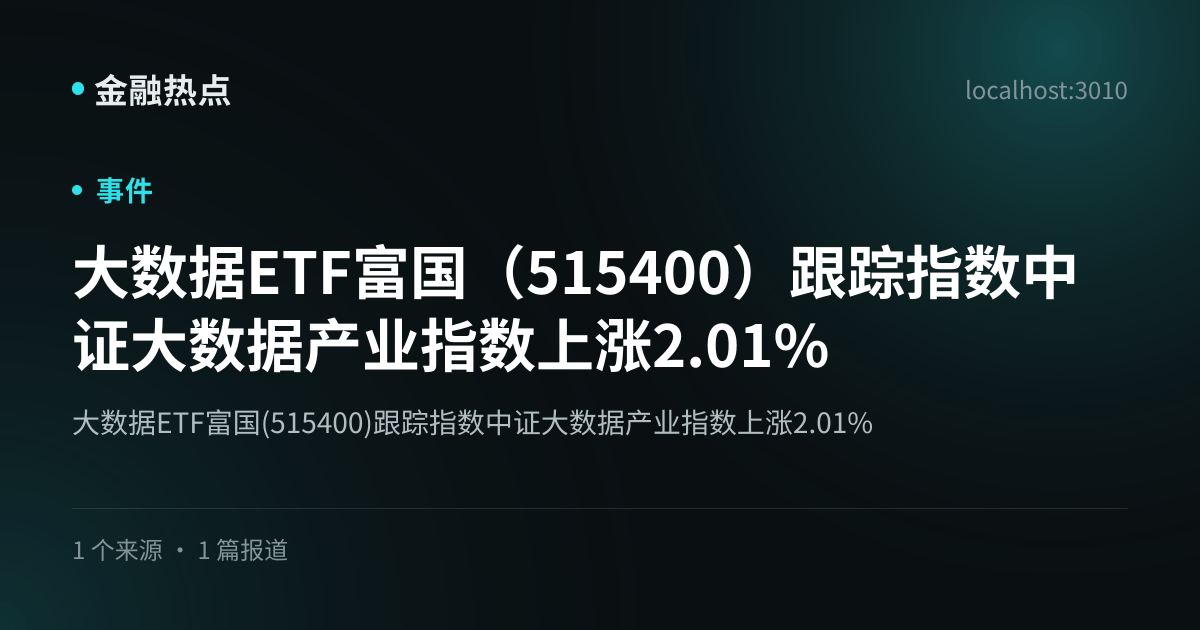 金融热点
localhost:3010
事件
大数据ETF富国（515400）跟踪指数中
证大数据产业指数上涨2.01%
大数据ETF富国(515400)跟踪指数中证大数据产业指数上涨2.01%
1 个来源 · 1 篇报道